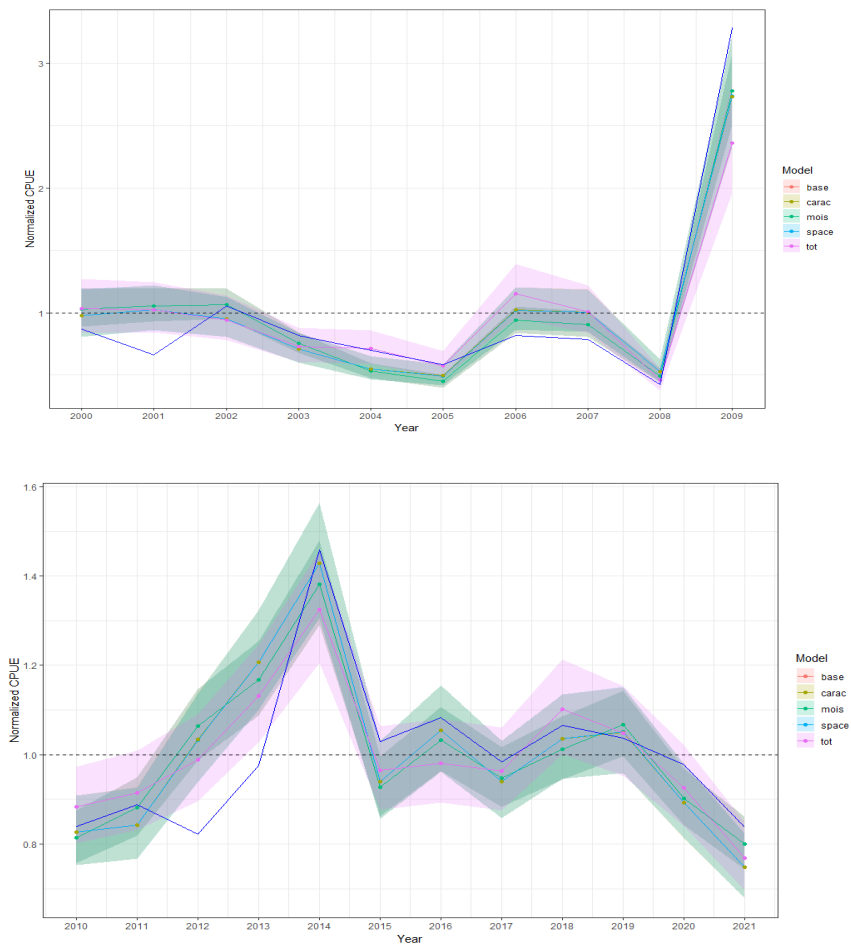 3
2
1
Normalized CPUE
2000 2001 2002 2003 2004 2005 2006 2007 2008 2009
Year
Model
base
carac
mois
space
tot
1.6
1.4
1.2
1.0
0.8
Normalized CPUE
2010 2011 2012 2013 2014 2015 2016 2017 2018 2019 2020 2021
Year
Model
base
carac
mois
space
tot